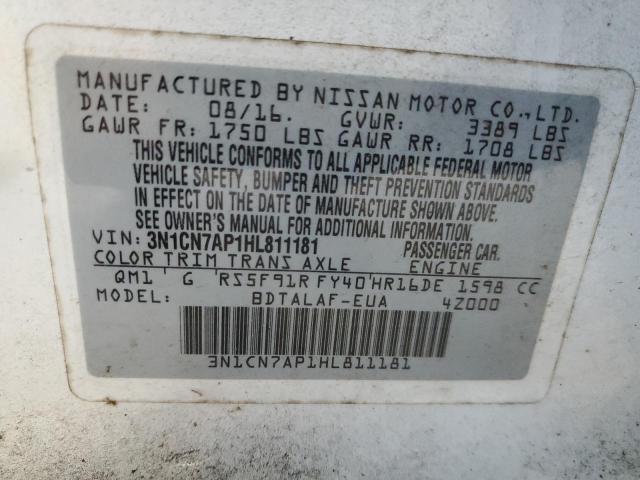 MANUFACTURED BY NISSAN MOTOR CO.,LTD.
DATE: 08/16. GVWR: 3389 LBS
GAWR FR: 1750 LBS GAWR RR: 1708 LBS
THIS VEHICLE CONFORMS TO ALL APPLICABLE FEDERAL MOTOR
VEHICLE SAFETY, BUMPER AND THEFT PREVENTION STANDARDS
IN EFFECT ON THE DATE OF MANUFACTURE SHOWN ABOVE.
SEE OWNER'S MANUAL FOR ADDITIONAL INFORMATION.
VIN: 3N1CN7AP1HL811181 PASSENGER CAR.
COLOR TRIM TRANS AXLE ENGINE
QM1 G RS5F91R FY40 HR16DE 1598 CC
MODEL: BDTALAF-EUA 4Z000
3N1CN7AP1HL811181